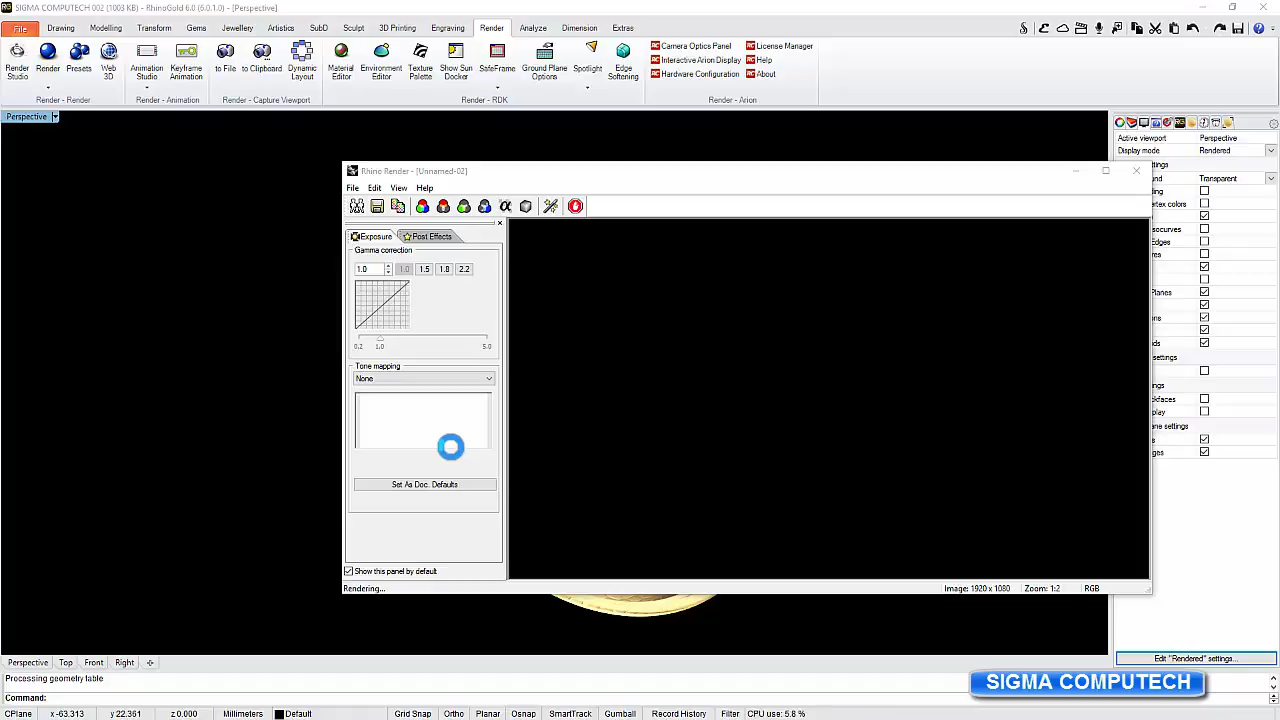 SIGMA COMPUTECH 002 (1003 KB) - RhinoGold 6.0 (6.0.1.0) - [Perspective]
File Drawing Modelling Transform Gems Jewellery Artistics SubD Sculpt 3D Printing Engraving Render Analyze Dimension Extras
Render Studio
Render
Presets
Web 3D
Animation Studio
Keyframe Animation
to File
to Clipboard
Dynamic Layout
Material Editor
Environment Editor
Texture Palette
Show Sun Docker
SafeFrame
Ground Plane Options
Spotlight
Edge Softening
Camera Optics Panel
Interactive Arion Display
Hardware Configuration
License Manager
Help
About
Render - Render
Render - Animation
Render - Capture Viewport
Render - RDK
Render - Arion
Perspective
Active viewport Perspective
Display mode Rendered
ettings
Transparent
Rhino Render - [Unnamed-02]
File Edit View Help
Exposure Post Effects
Gamma correction
1.0 1.0 1.5 1.8 2.2
0.2 1.0 5.0
Tone mapping
None
Set As Doc. Defaults
Show this panel by default
Rendering... Image: 1920 x 1080 Zoom: 1:2 RGB
Edit "Rendered" settings...
Perspective Top Front Right
Processing geometry table
Command:
SIGMA COMPUTECH
CPlane x -63.313 y 22.361 z 0.000 Millimeters Default Grid Snap Ortho Planar Osnap SmartTrack Gumball Record History Filter CPU use: 5.8 %